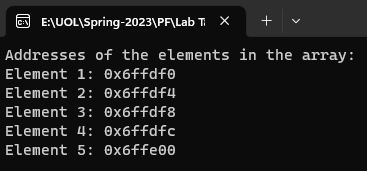 E:\UOL\Spring-2023\PF\Lab Ta
Addresses of the elements in the array:
Element 1: 0x6ffdf0
Element 2: 0x6ffdf4
Element 3: 0x6ffdf8
Element 4: 0x6ffdfc
Element 5: 0x6ffe00